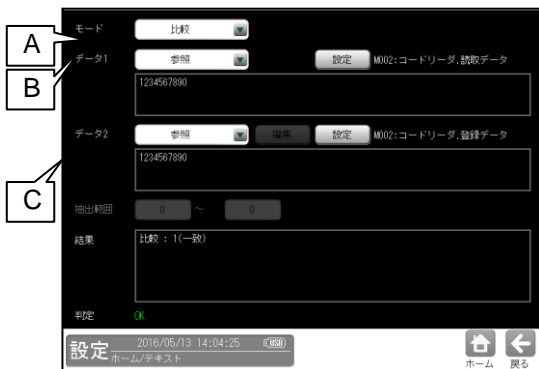 A
モード 比較
B
データ1 参照 設定 M002:コードリーダ.読取データ
1234567890
データ2 参照 編集 設定 M002:コードリーダ.登録データ
1234567890
C
抽出範囲 0 ～ 0
結果 比較 : 1(一致)
判定 OK
設定 2016/05/13 14:04:25 USB
ホーム/テキスト
ホーム 戻る